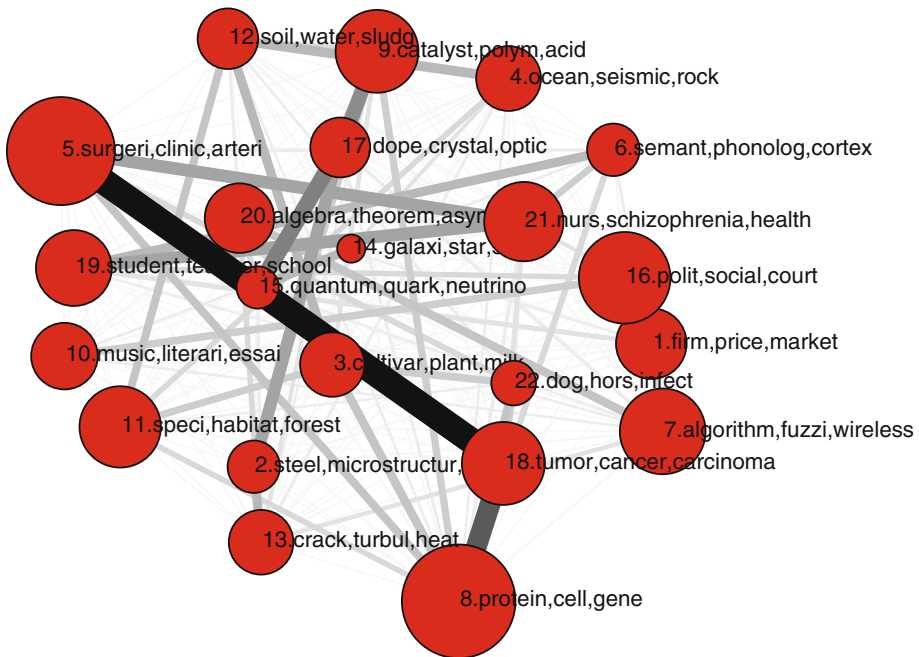 12.soil,water,sludg
9.catalyst,polym,acid
4.ocean,seismic,rock
5.surgeri,clinic,arteri
17.dope,crystal,optic
6.semant,phonolog,cortex
20.algebra,theorem,asym
21.nurs,schizophrenia,health
14.galaxi,star,
19.student,teacher,school
16.polit,social,court
15.quantum,quark,neutrino
1.firm,price,market
10.music,literari,essai
3.cultivar,plant,milk
22.dog,hors,infect
11.speci,habitat,forest
7.algorithm,fuzzi,wireless
2.steel,microstructur,
18.tumor,cancer,carcinoma
13.crack,turbul,heat
8.protein,cell,gene